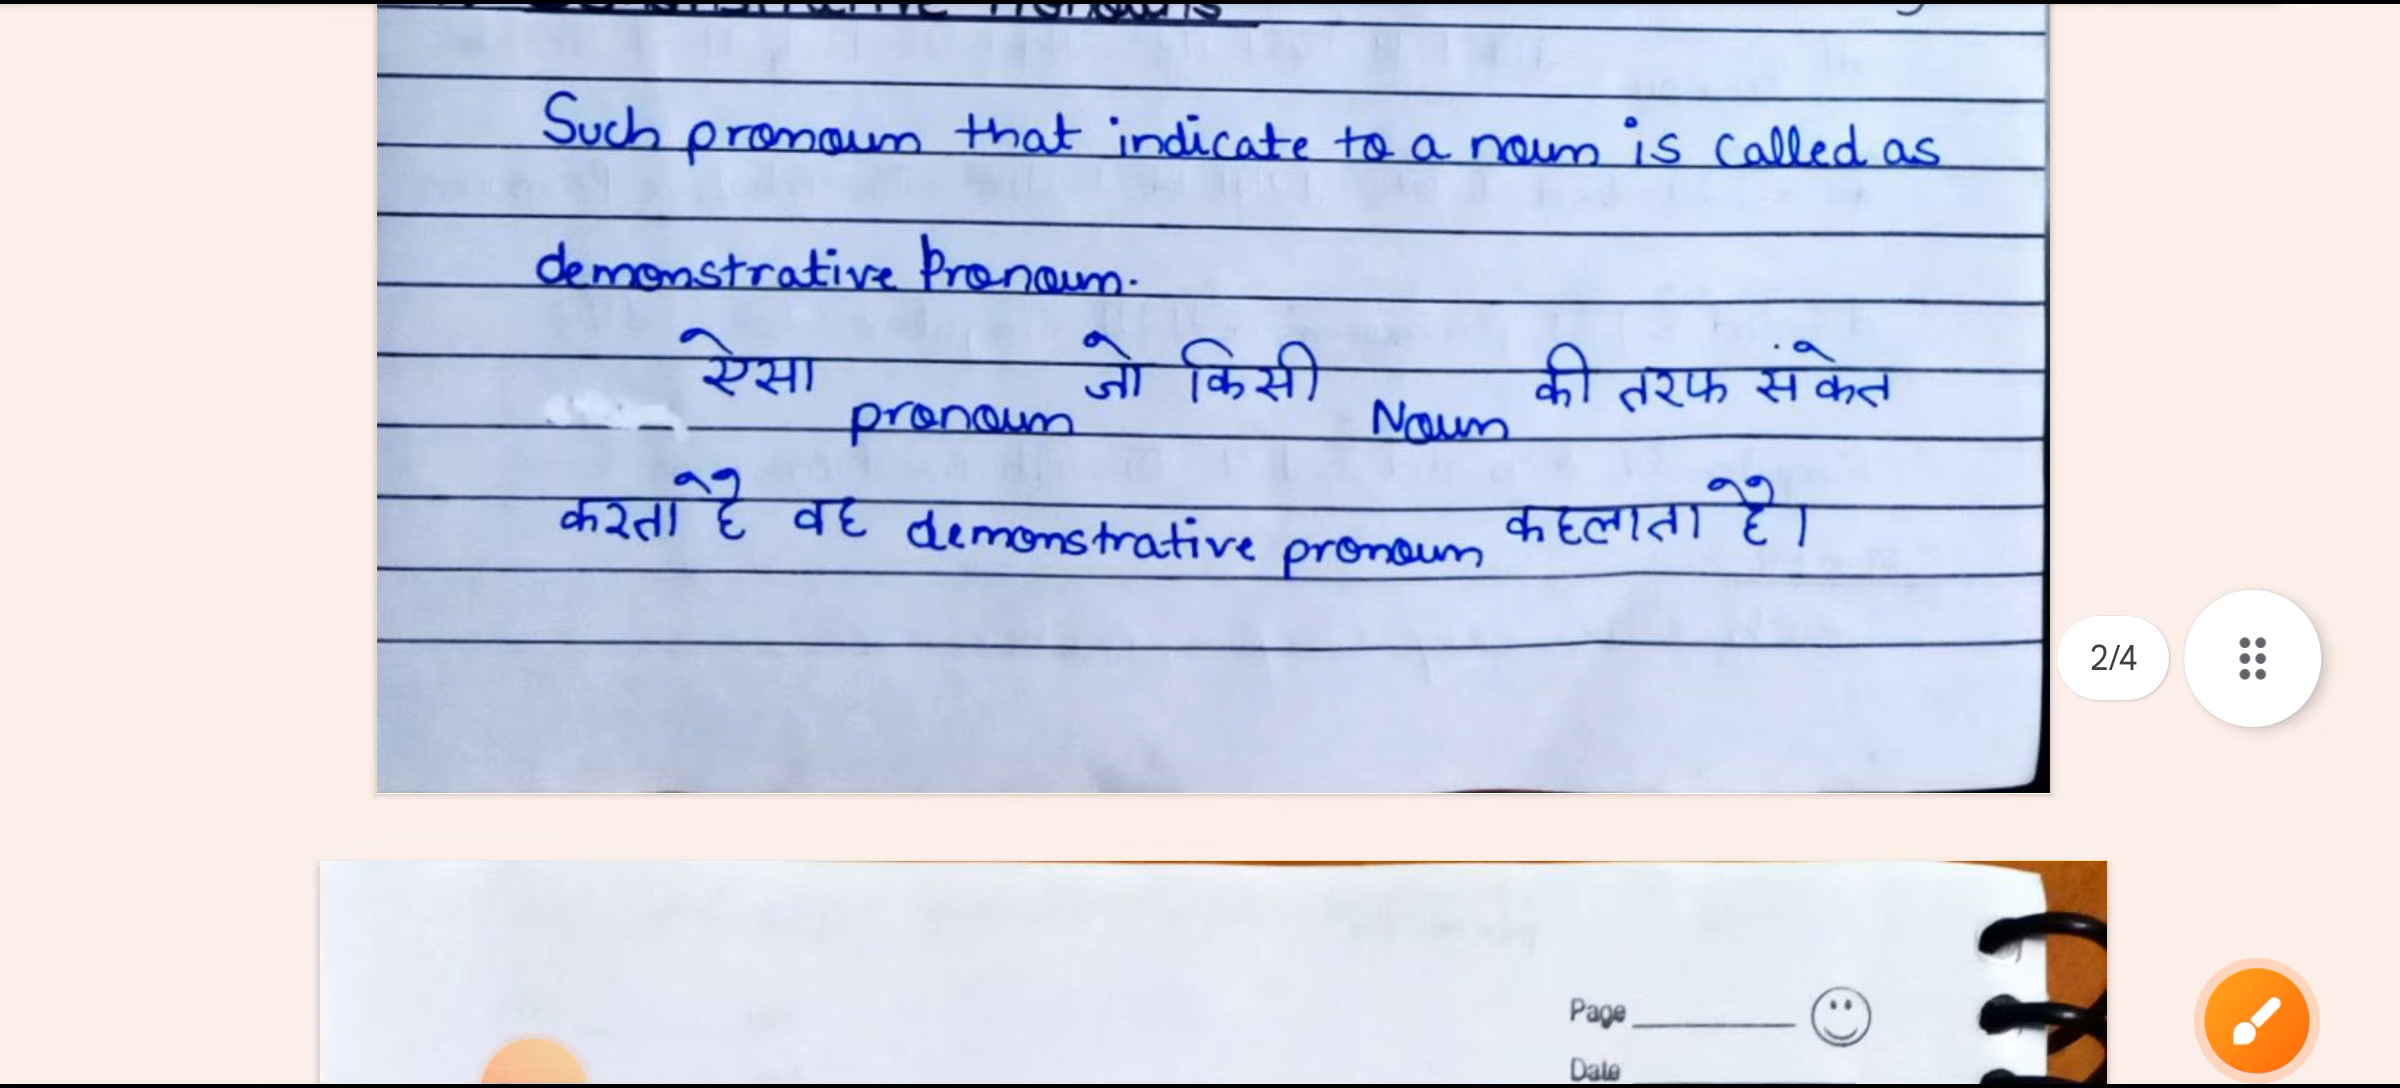 Such pronoun that indicate to a noun is called as
demonstrative Pronoun.
ऐसा pronoun जो किसी Noun की तरफ संकेत
करता है वह demonstrative pronoun कहलाता है।
2/4
Page
Date